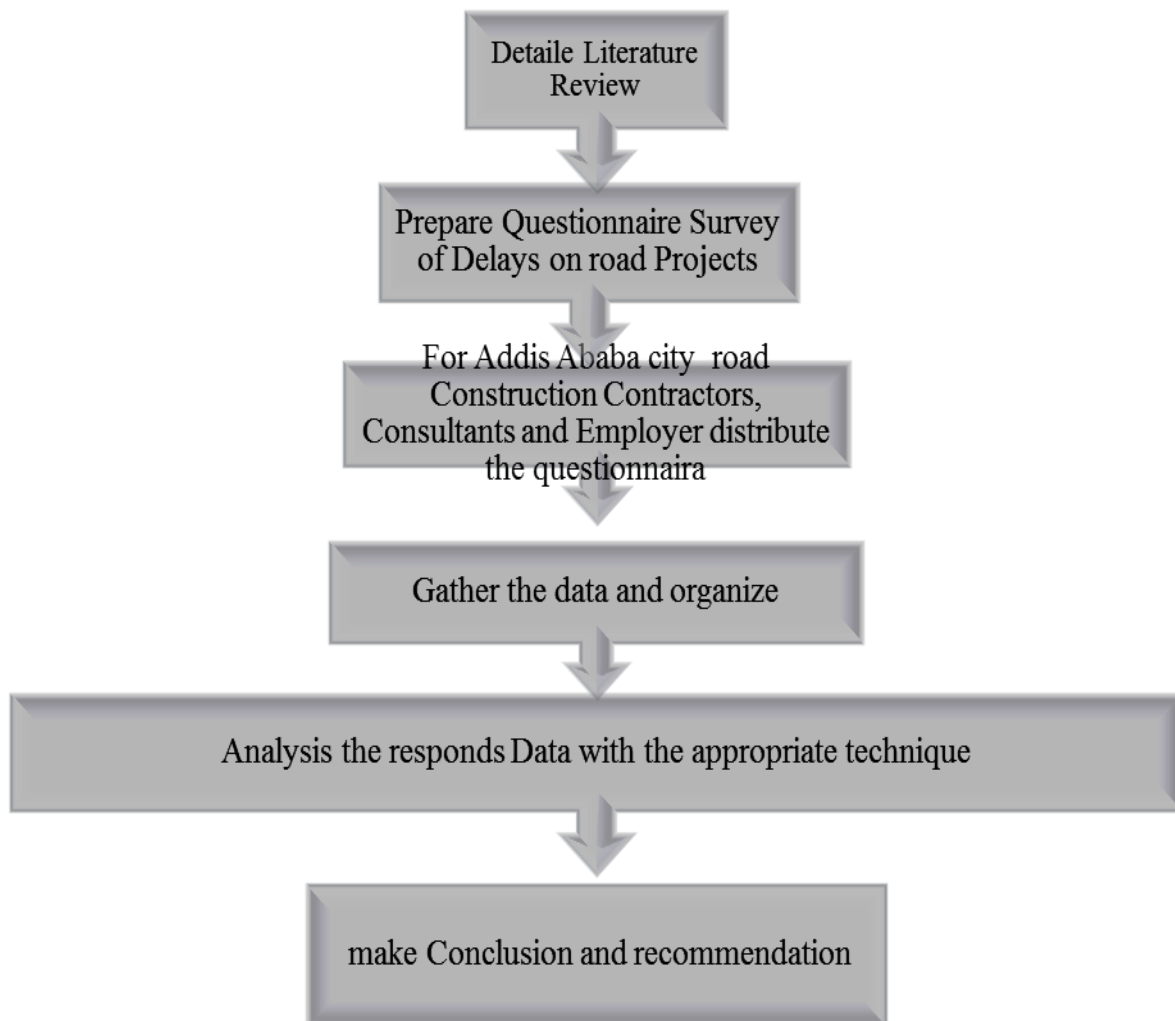 Detaile Literature
Review
Prepare Questionnaire Survey
of Delays on road Projects
For Addis Ababa city road
Construction Contractors,
Consultants and Employer distribute
the questionnaira
Gather the data and organize
Analysis the responds Data with the appropriate technique
make Conclusion and recommendation